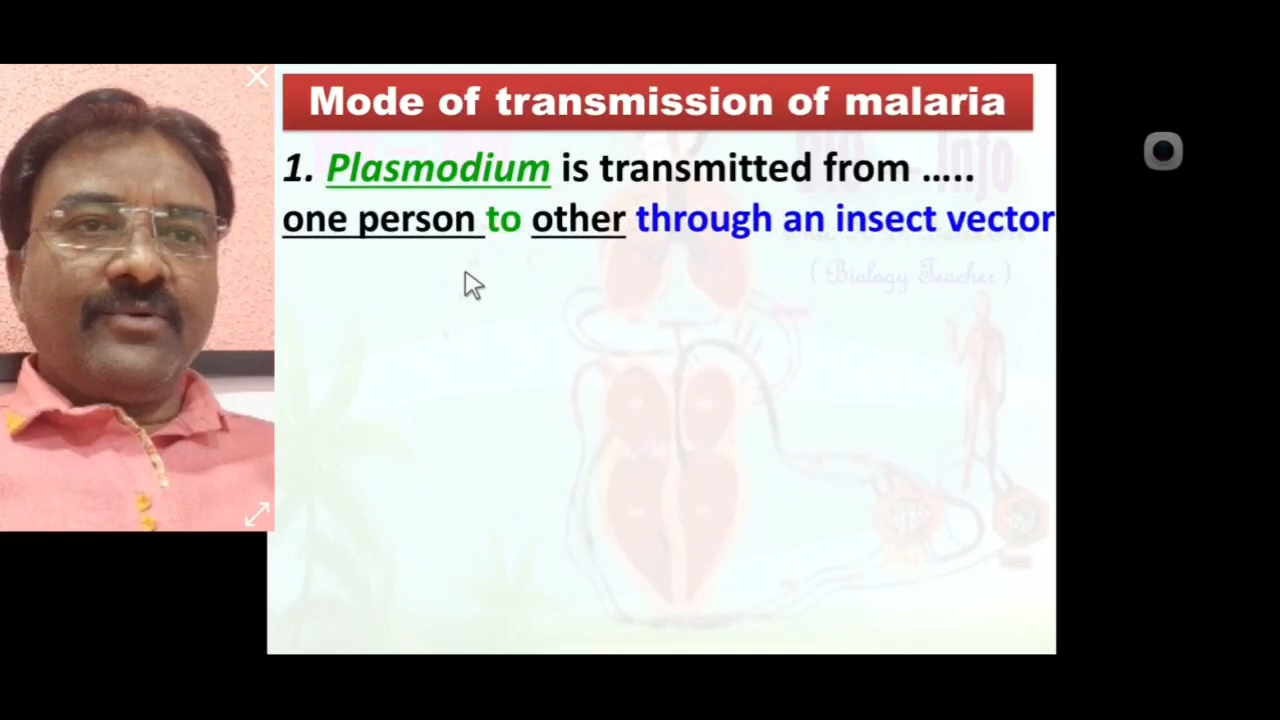 Mode of transmission of malaria
1. Plasmodium is transmitted from .....
one person to other through an insect vector
Info
( Biology Teacher )